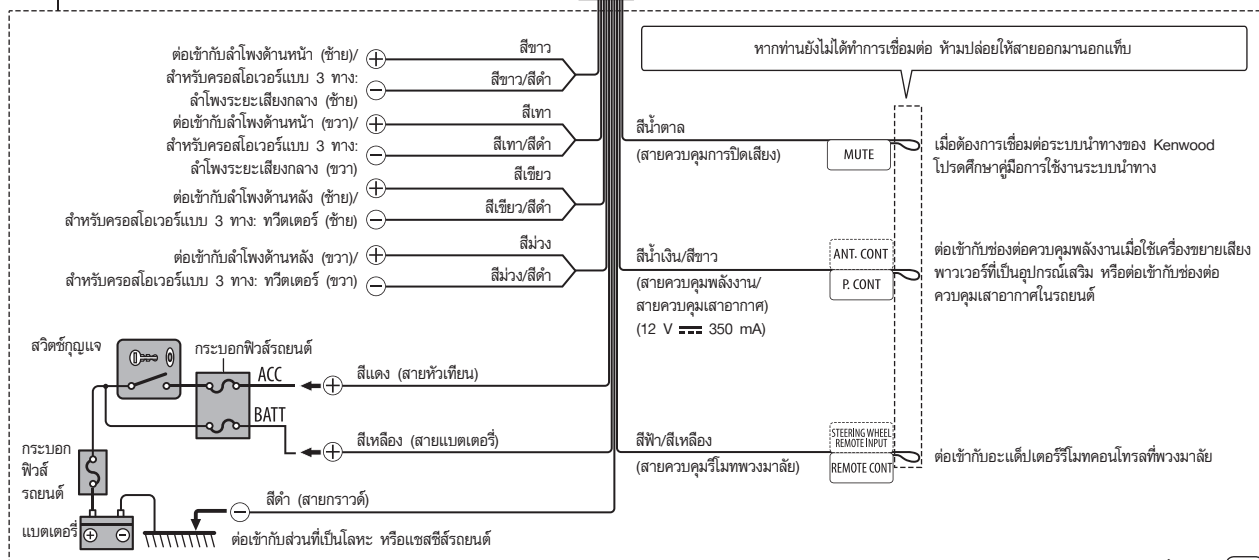 ต่อเข้ากับลำโพงด้านหน้า (ซ้าย)/
สำหรับครอสโอเวอร์แบบ 3 ทาง:
ลำโพงระยะเสียงกลาง (ซ้าย)
สีขาว
สีขาว/สีดำ
ต่อเข้ากับลำโพงด้านหน้า (ขวา)/
สำหรับครอสโอเวอร์แบบ 3 ทาง:
ลำโพงระยะเสียงกลาง (ขวา)
สีเทา
สีเทา/สีดำ
ต่อเข้ากับลำโพงด้านหลัง (ซ้าย)/
สำหรับครอสโอเวอร์แบบ 3 ทาง: ทวีตเตอร์ (ซ้าย)
สีเขียว
สีเขียว/สีดำ
ต่อเข้ากับลำโพงด้านหลัง (ขวา)/
สำหรับครอสโอเวอร์แบบ 3 ทาง: ทวีตเตอร์ (ขวา)
สีม่วง
สีม่วง/สีดำ
สวิตช์กุญแจ
กระบอกฟิวส์รถยนต์
ACC
BATT
สีแดง (สายหัวเทียน)
สีเหลือง (สายแบตเตอรี่)
กระบอก
ฟิวส์
รถยนต์
แบตเตอรี่
สีดำ (สายกราวด์)
ต่อเข้ากับส่วนที่เป็นโลหะ หรือแชสซีส์รถยนต์
หากท่านยังไม่ได้ทำการเชื่อมต่อ ห้ามปล่อยให้สายออกมานอกแท็บ
สีน้ำตาล
(สายควบคุมการปิดเสียง)
MUTE
เมื่อต้องการเชื่อมต่อระบบนำทางของ Kenwood
โปรดศึกษาคู่มือการใช้งานระบบนำทาง
สีน้ำเงิน/สีขาว
(สายควบคุมพลังงาน/
สายควบคุมเสาอากาศ)
(12 V ⎓ 350 mA)
ANT. CONT
P. CONT
ต่อเข้ากับช่องต่อควบคุมพลังงานเมื่อใช้เครื่องขยายเสียง
พาวเวอร์ที่เป็นอุปกรณ์เสริม หรือต่อเข้ากับช่องต่อ
ควบคุมเสาอากาศในรถยนต์
สีฟ้า/สีเหลือง
(สายควบคุมรีโมทพวงมาลัย)
STEERING WHEEL
REMOTE INPUT
REMOTE CONT
ต่อเข้ากับอะแด็ปเตอร์รีโมทคอนโทรลที่พวงมาลัย